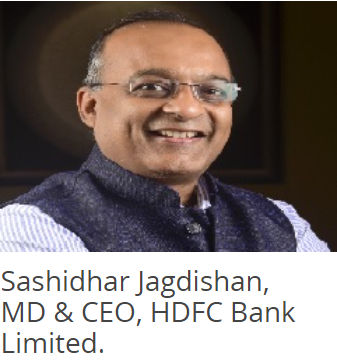 Sashidhar Jagdishan,
MD & CEO, HDFC Bank
Limited.